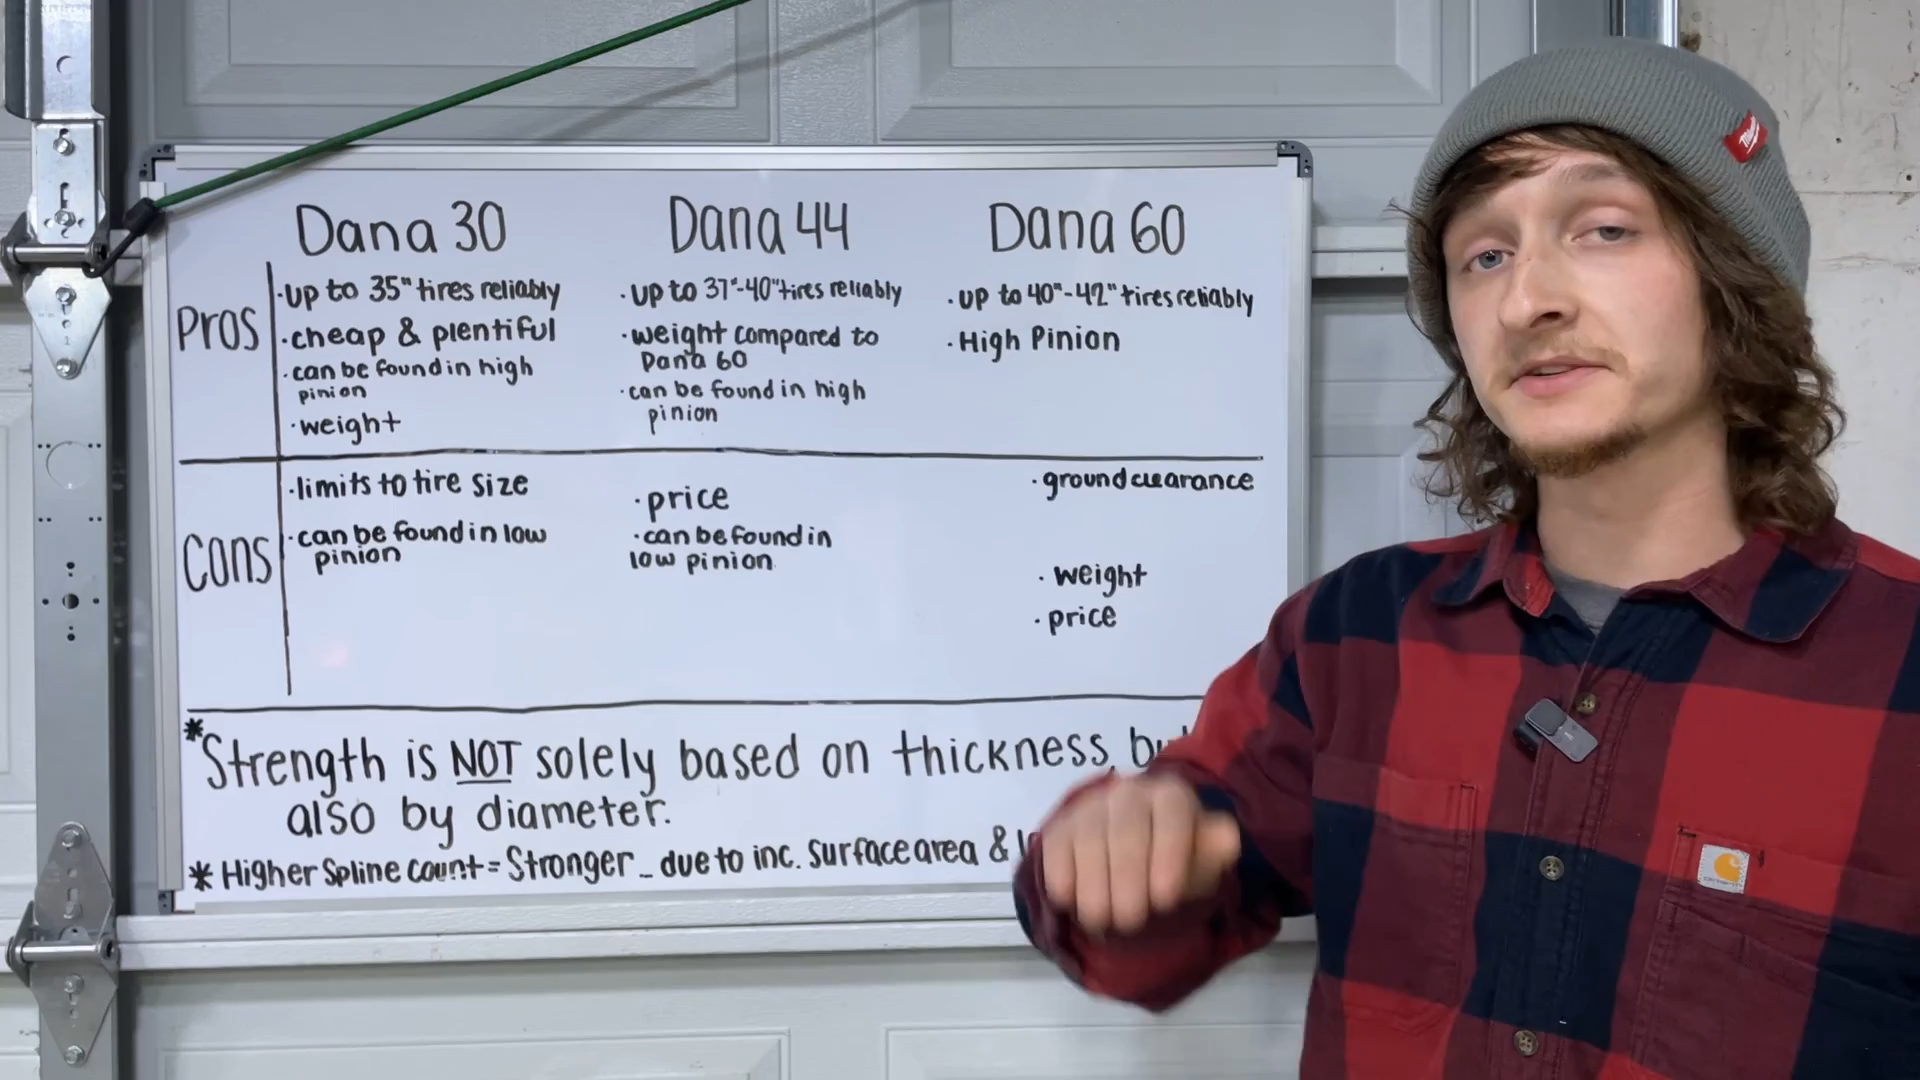 Dana 30
Dana 44
Dana 60
Pros
·up to 35" tires reliably
·cheap & plentiful
·can be found in high
pinion
·weight
·up to 37"-40" tires reliably
·weight compared to
Dana 60
·can be found in high
pinion
·up to 40"-42" tires reliably
·High Pinion
Cons
·limits to tire size
·can be found in low
pinion
·price
·can be found in
low pinion
·ground clearance
·weight
·price
*Strength is NOT solely based on thickness, but
also by diameter.
* Higher Spline count = Stronger _ due to inc. surface area &
Milwaukee
carhartt